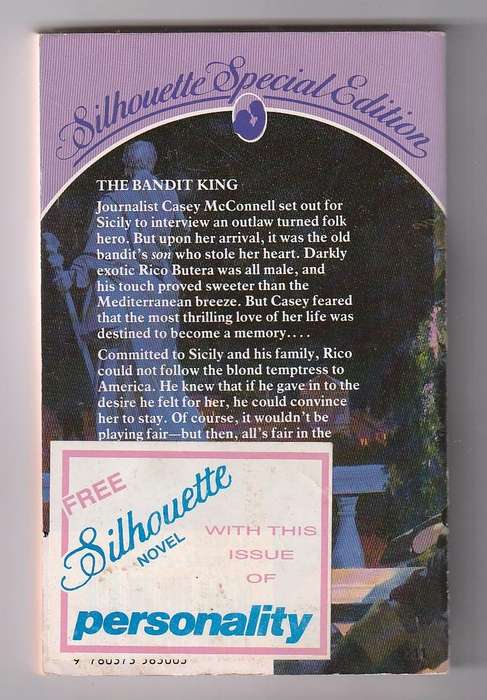 Silhouette Special Edition
THE BANDIT KING
Journalist Casey McConnell set out for
Sicily to interview an outlaw turned folk
hero. But upon her arrival, it was the old
bandit's son who stole her heart. Darkly
exotic Rico Butera was all male, and
his touch proved sweeter than the
Mediterranean breeze. But Casey feared
that the most thrilling love of her life was
destined to become a memory....
Committed to Sicily and his family, Rico
could not follow the blond temptress to
America. He knew that if he gave in to the
desire he felt for her, he could convince
her to stay. Of course, it wouldn't be
playing fair—but then, all's fair in the
FREE
Silhouette
NOVEL
WITH THIS
ISSUE
OF
personality
9 780373 585003